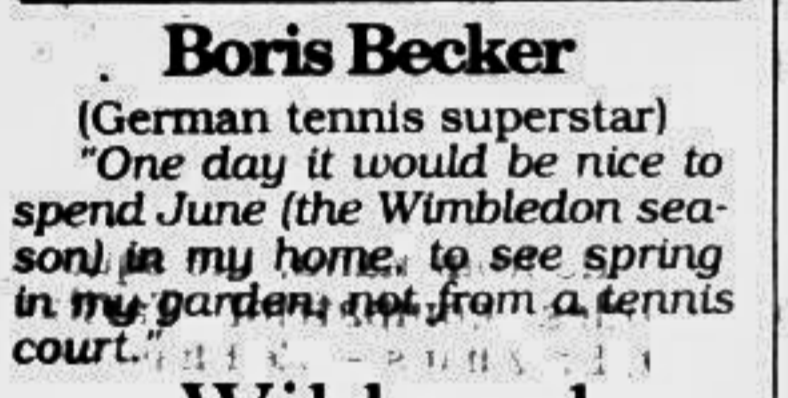 Boris Becker
(German tennis superstar)
"One day it would be nice to
spend June (the Wimbledon sea-
son) in my home, to see spring
in my garden, not from a tennis
court."